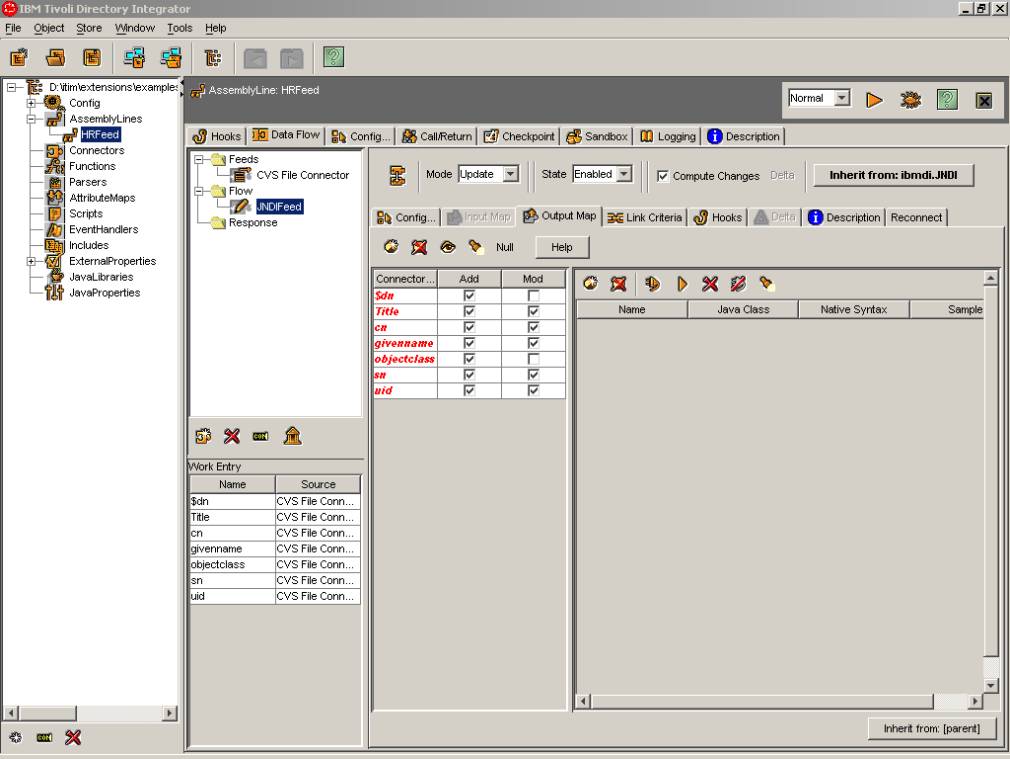 IBM Tivoli Directory Integrator
File Object Store Window Tools Help
D:\itim\extensions\examples
Config
AssemblyLines
HRFeed
Connectors
Functions
Parsers
AttributeMaps
Scripts
EventHandlers
Includes
ExternalProperties
JavaLibraries
JavaProperties
AssemblyLine: HRFeed
Normal
Hooks Data Flow Config... Call/Return Checkpoint Sandbox Logging Description
Feeds
CVS File Connector
Flow
JNDIFeed
Response
Work Entry
Name Source
$dn CVS File Conn...
Title CVS File Conn...
cn CVS File Conn...
givenname CVS File Conn...
objectclass CVS File Conn...
sn CVS File Conn...
uid CVS File Conn...
Mode Update State Enabled Compute Changes Delta Inherit from: ibmdi.JNDI
Config... Input Map Output Map Link Criteria Hooks Delta Description Reconnect
Null Help
Connector... Add Mod
$dn
Title
cn
givenname
objectclass
sn
uid
Name Java Class Native Syntax Sample
Inherit from: [parent]